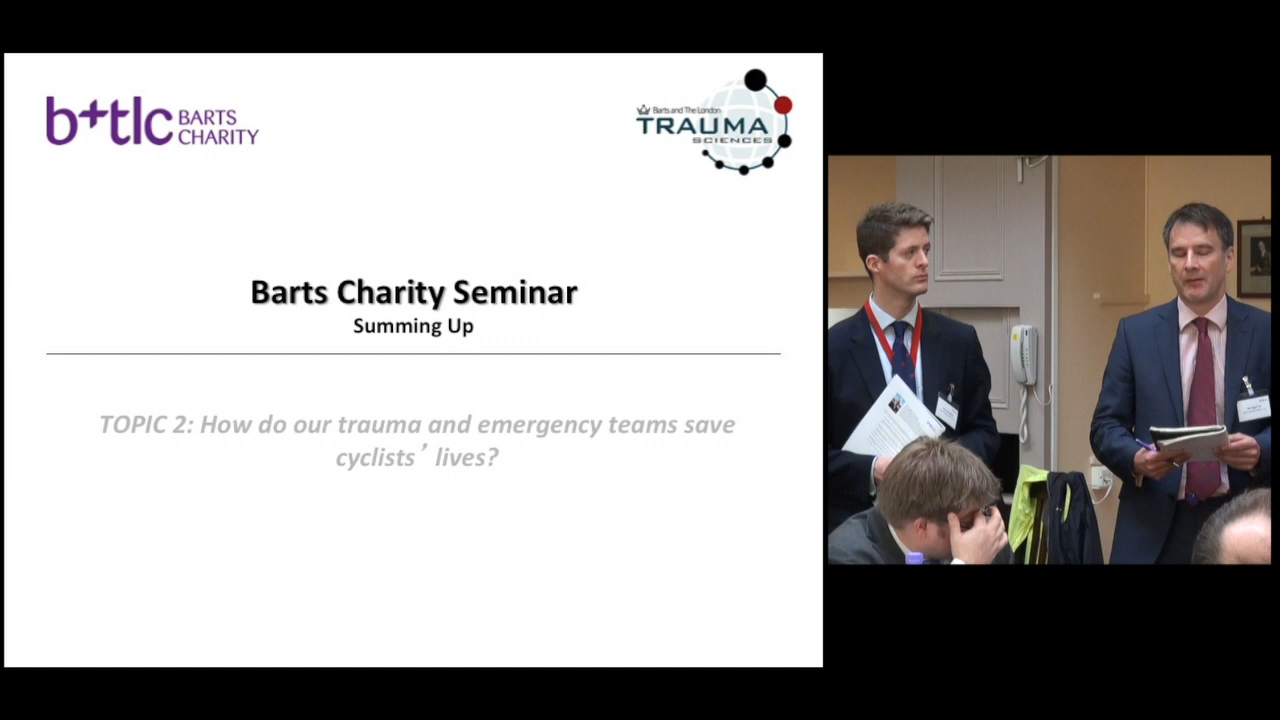 b+tlc BARTS CHARITY
Barts and The London
TRAUMA
SCIENCES
Barts Charity Seminar
Summing Up
TOPIC 2: How do our trauma and emergency teams save
cyclists’ lives?